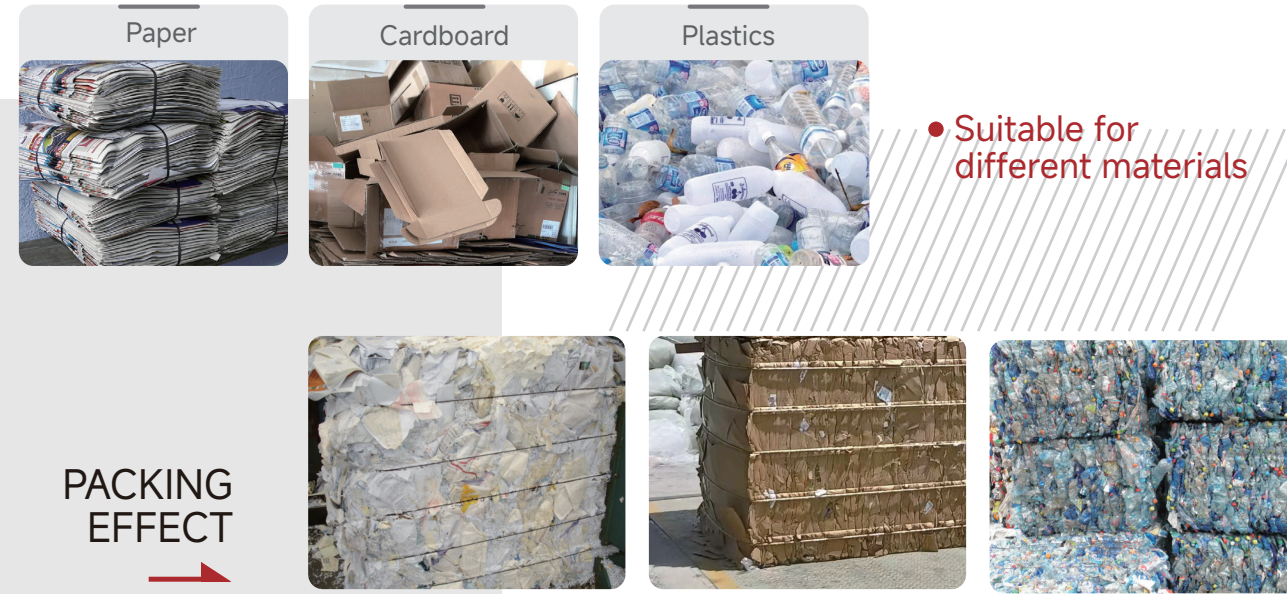 Paper
Cardboard
Plastics
Suitable for
different materials
PACKING
EFFECT